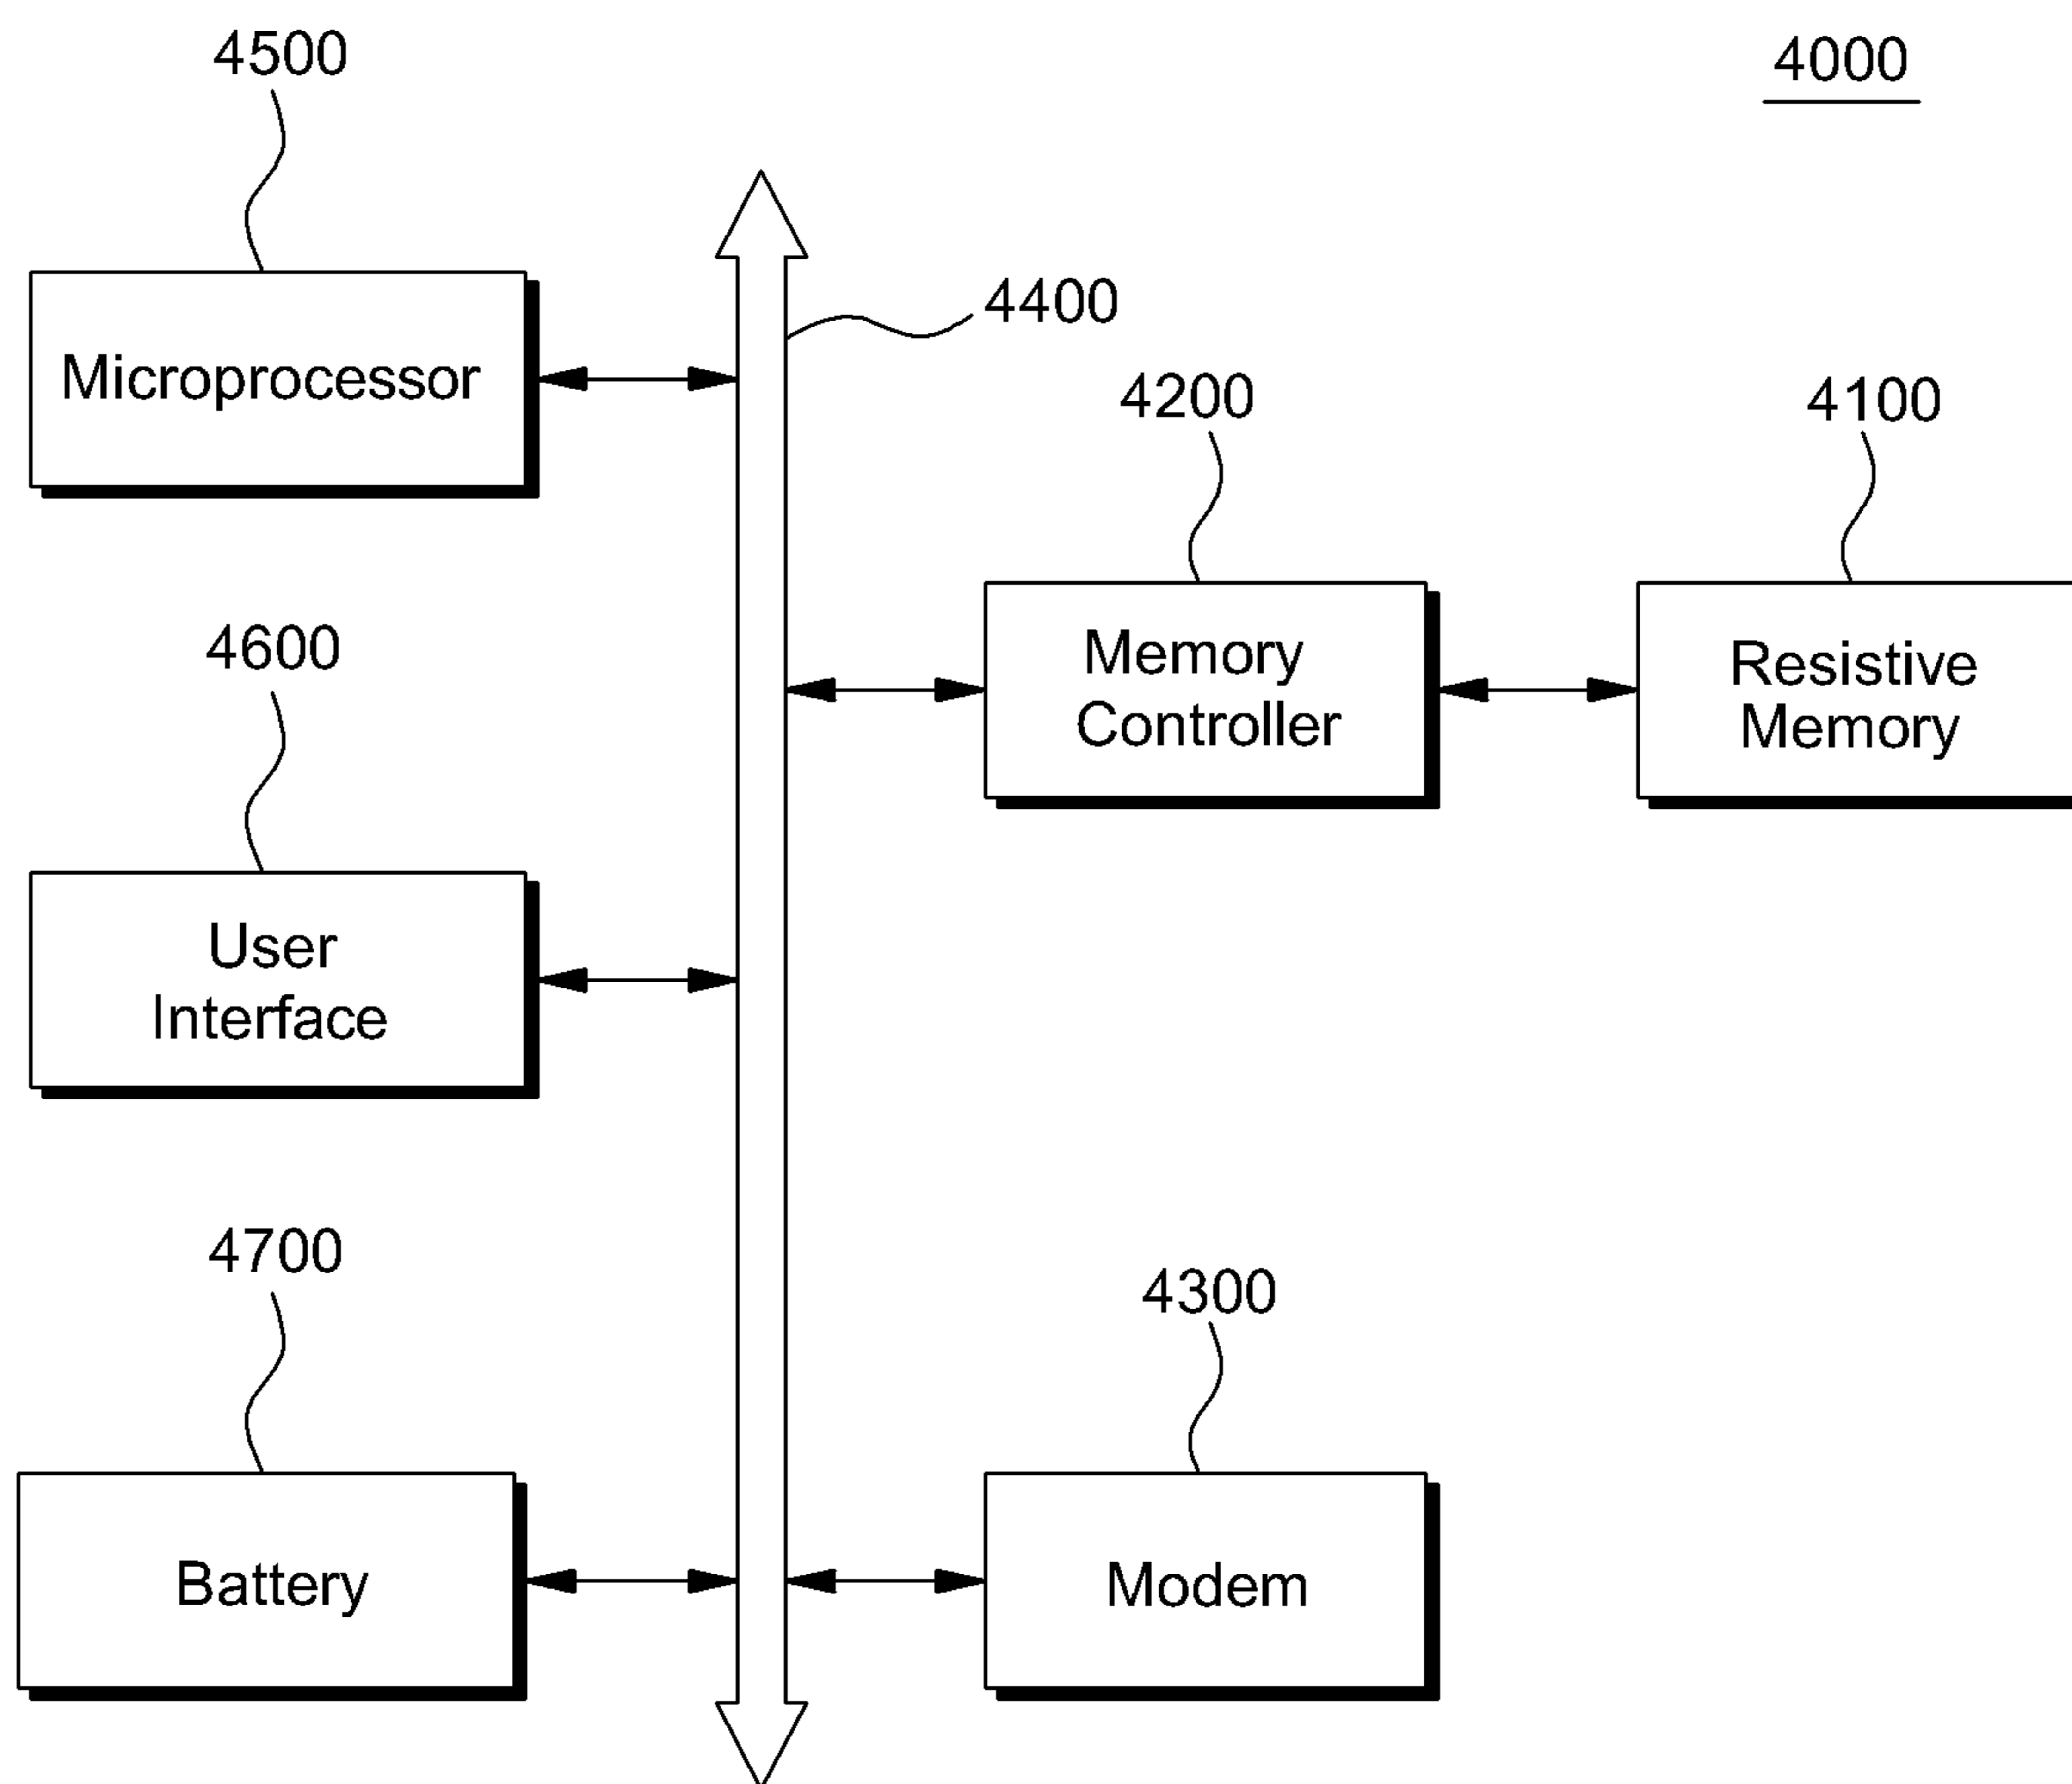 4500
4000
Microprocessor
4400
4200
4100
Memory
Controller
Resistive
Memory
4600
User
Interface
4700
4300
Battery
Modem